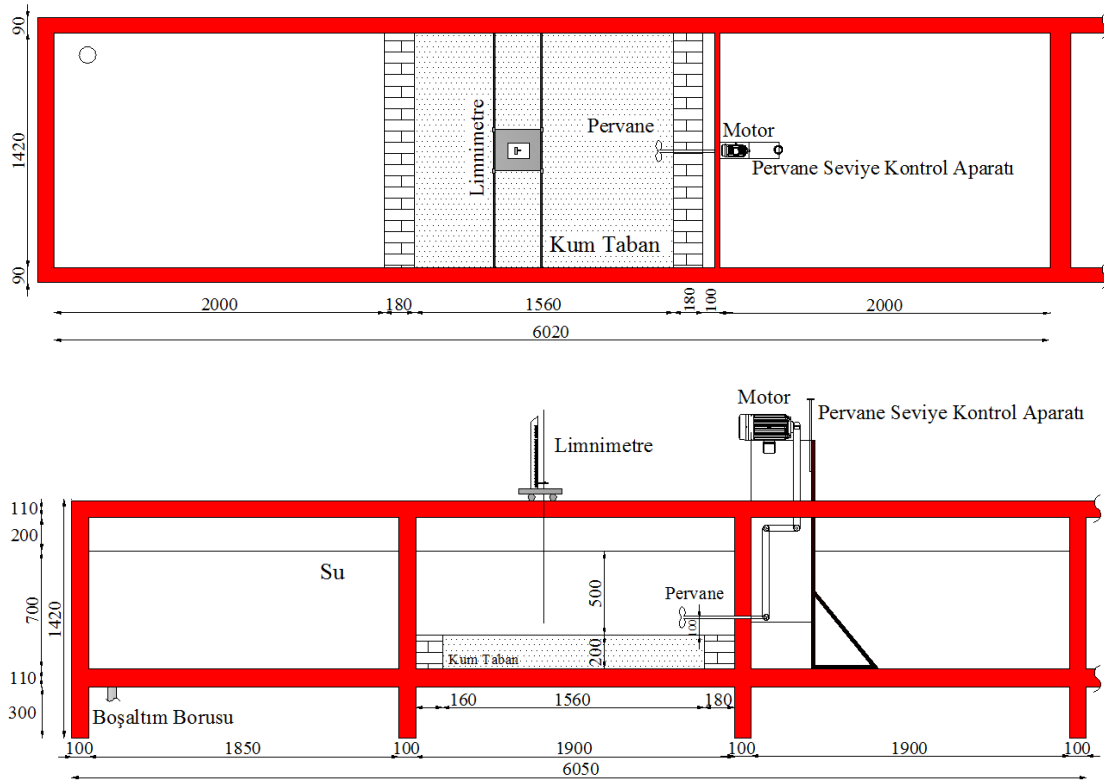 90
1420
90
Limnimetre
Pervane
Motor
Pervane Seviye Kontrol Aparatı
Kum Taban
2000
180
1560
180
100
2000
6020
Motor
Pervane Seviye Kontrol Aparatı
Limnimetre
110
200
700
110
300
1420
Su
500
200
Pervane
100
Kum Taban
160
1560
180
Boşaltım Borusu
100
1850
100
1900
100
1900
100
6050